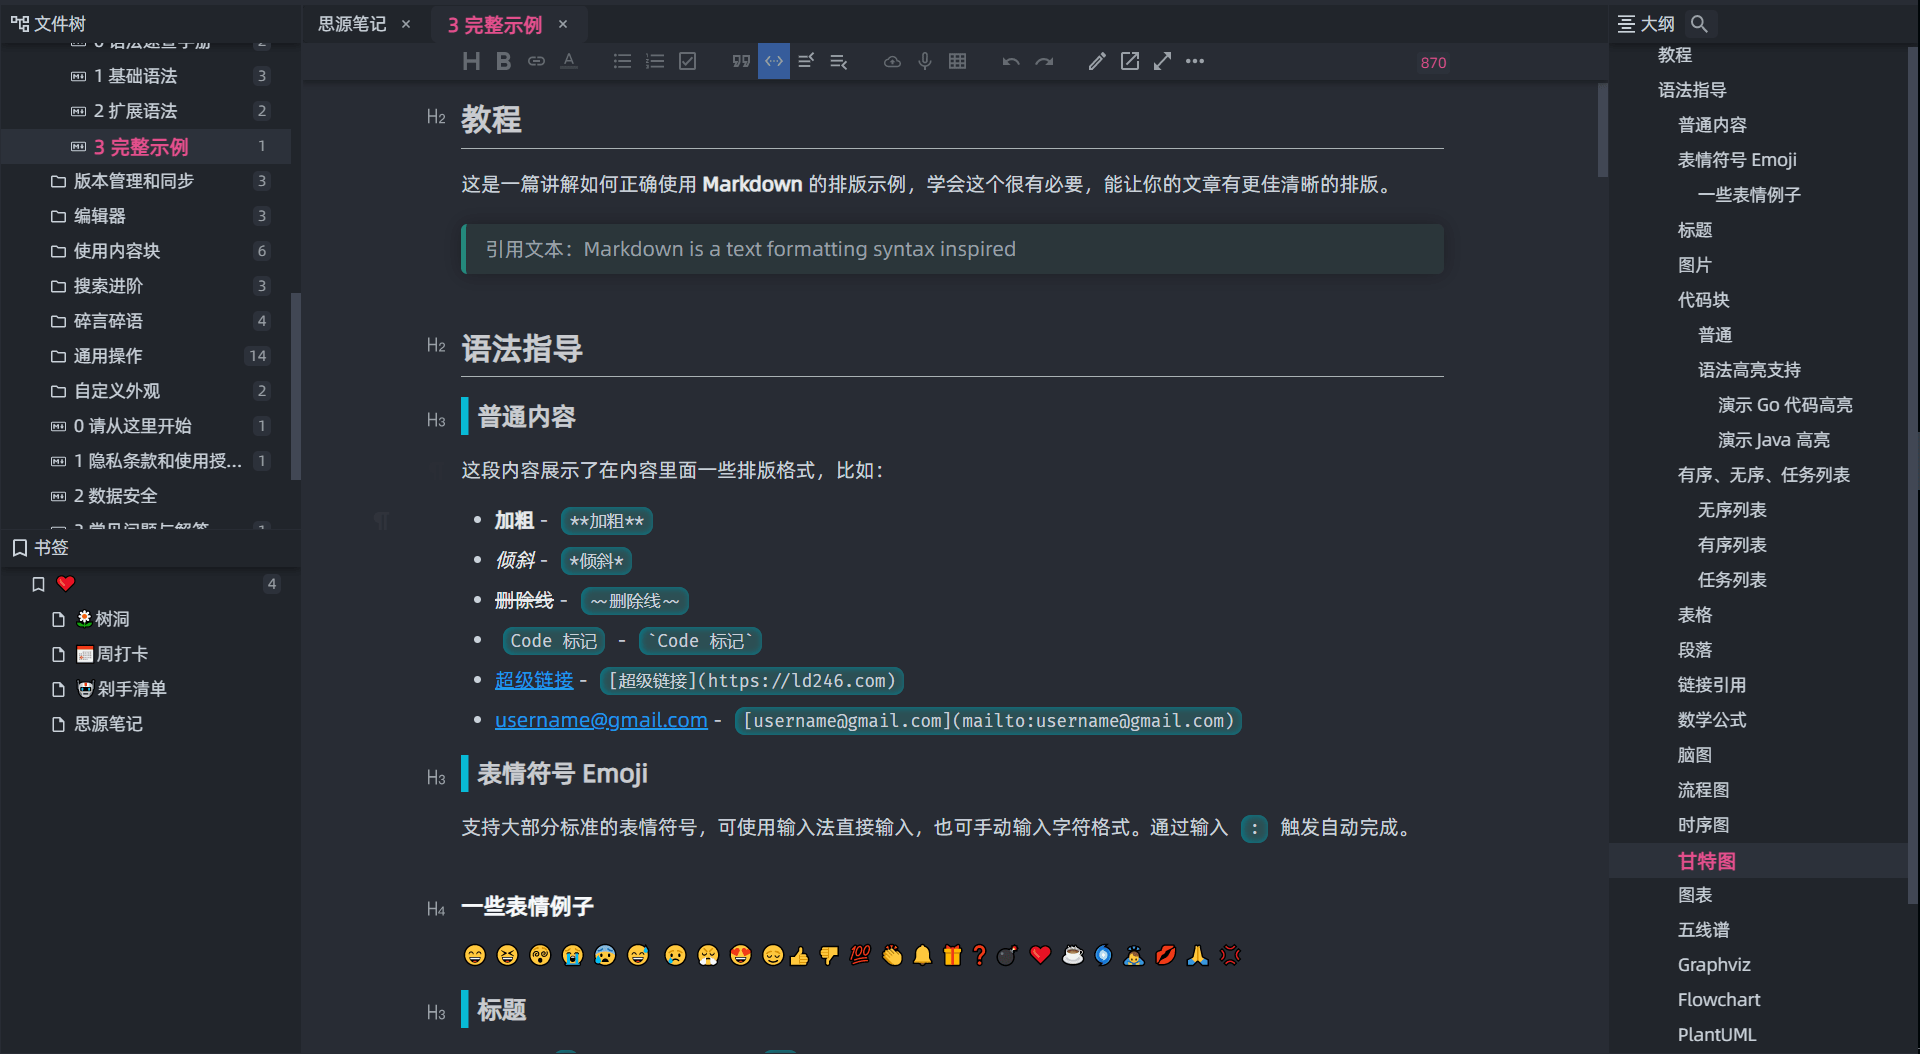 文件树
0 语法速查手册 2
1 基础语法 3
2 扩展语法 2
3 完整示例 1
版本管理和同步 3
编辑器 3
使用内容块 6
搜索进阶 3
碎言碎语 4
通用操作 14
自定义外观 2
0 请从这里开始 1
1 隐私条款和使用授... 1
2 数据安全
3 常见问题与解答 1
书签
4
树洞
周打卡
剁手清单
思源笔记
思源笔记 ×
3 完整示例 ×
870
H2 教程
这是一篇讲解如何正确使用 Markdown 的排版示例，学会这个很有必要，能让你的文章有更佳清晰的排版。
引用文本：Markdown is a text formatting syntax inspired
H2 语法指导
H3 普通内容
这段内容展示了在内容里面一些排版格式，比如：
• 加粗 - **加粗**
• 倾斜 - *倾斜*
• 删除线 - ~~删除线~~
• Code 标记 - `Code 标记`
• 超级链接 - [超级链接](https://ld246.com)
• username@gmail.com - [username@gmail.com](mailto:username@gmail.com)
H3 表情符号 Emoji
支持大部分标准的表情符号，可使用输入法直接输入，也可手动输入字符格式。通过输入 : 触发自动完成。
H4 一些表情例子
😄 😆 😵 😭 😰 😅 😢 😤 😍 😌 👍 👎 💯 👏 🔔 🎁 ❓ 💣 ❤️ ☕ 🌀 🙇 💋 🙏 💢
H3 标题
大纲
教程
语法指导
普通内容
表情符号 Emoji
一些表情例子
标题
图片
代码块
普通
语法高亮支持
演示 Go 代码高亮
演示 Java 高亮
有序、无序、任务列表
无序列表
有序列表
任务列表
表格
段落
链接引用
数学公式
脑图
流程图
时序图
甘特图
图表
五线谱
Graphviz
Flowchart
PlantUML